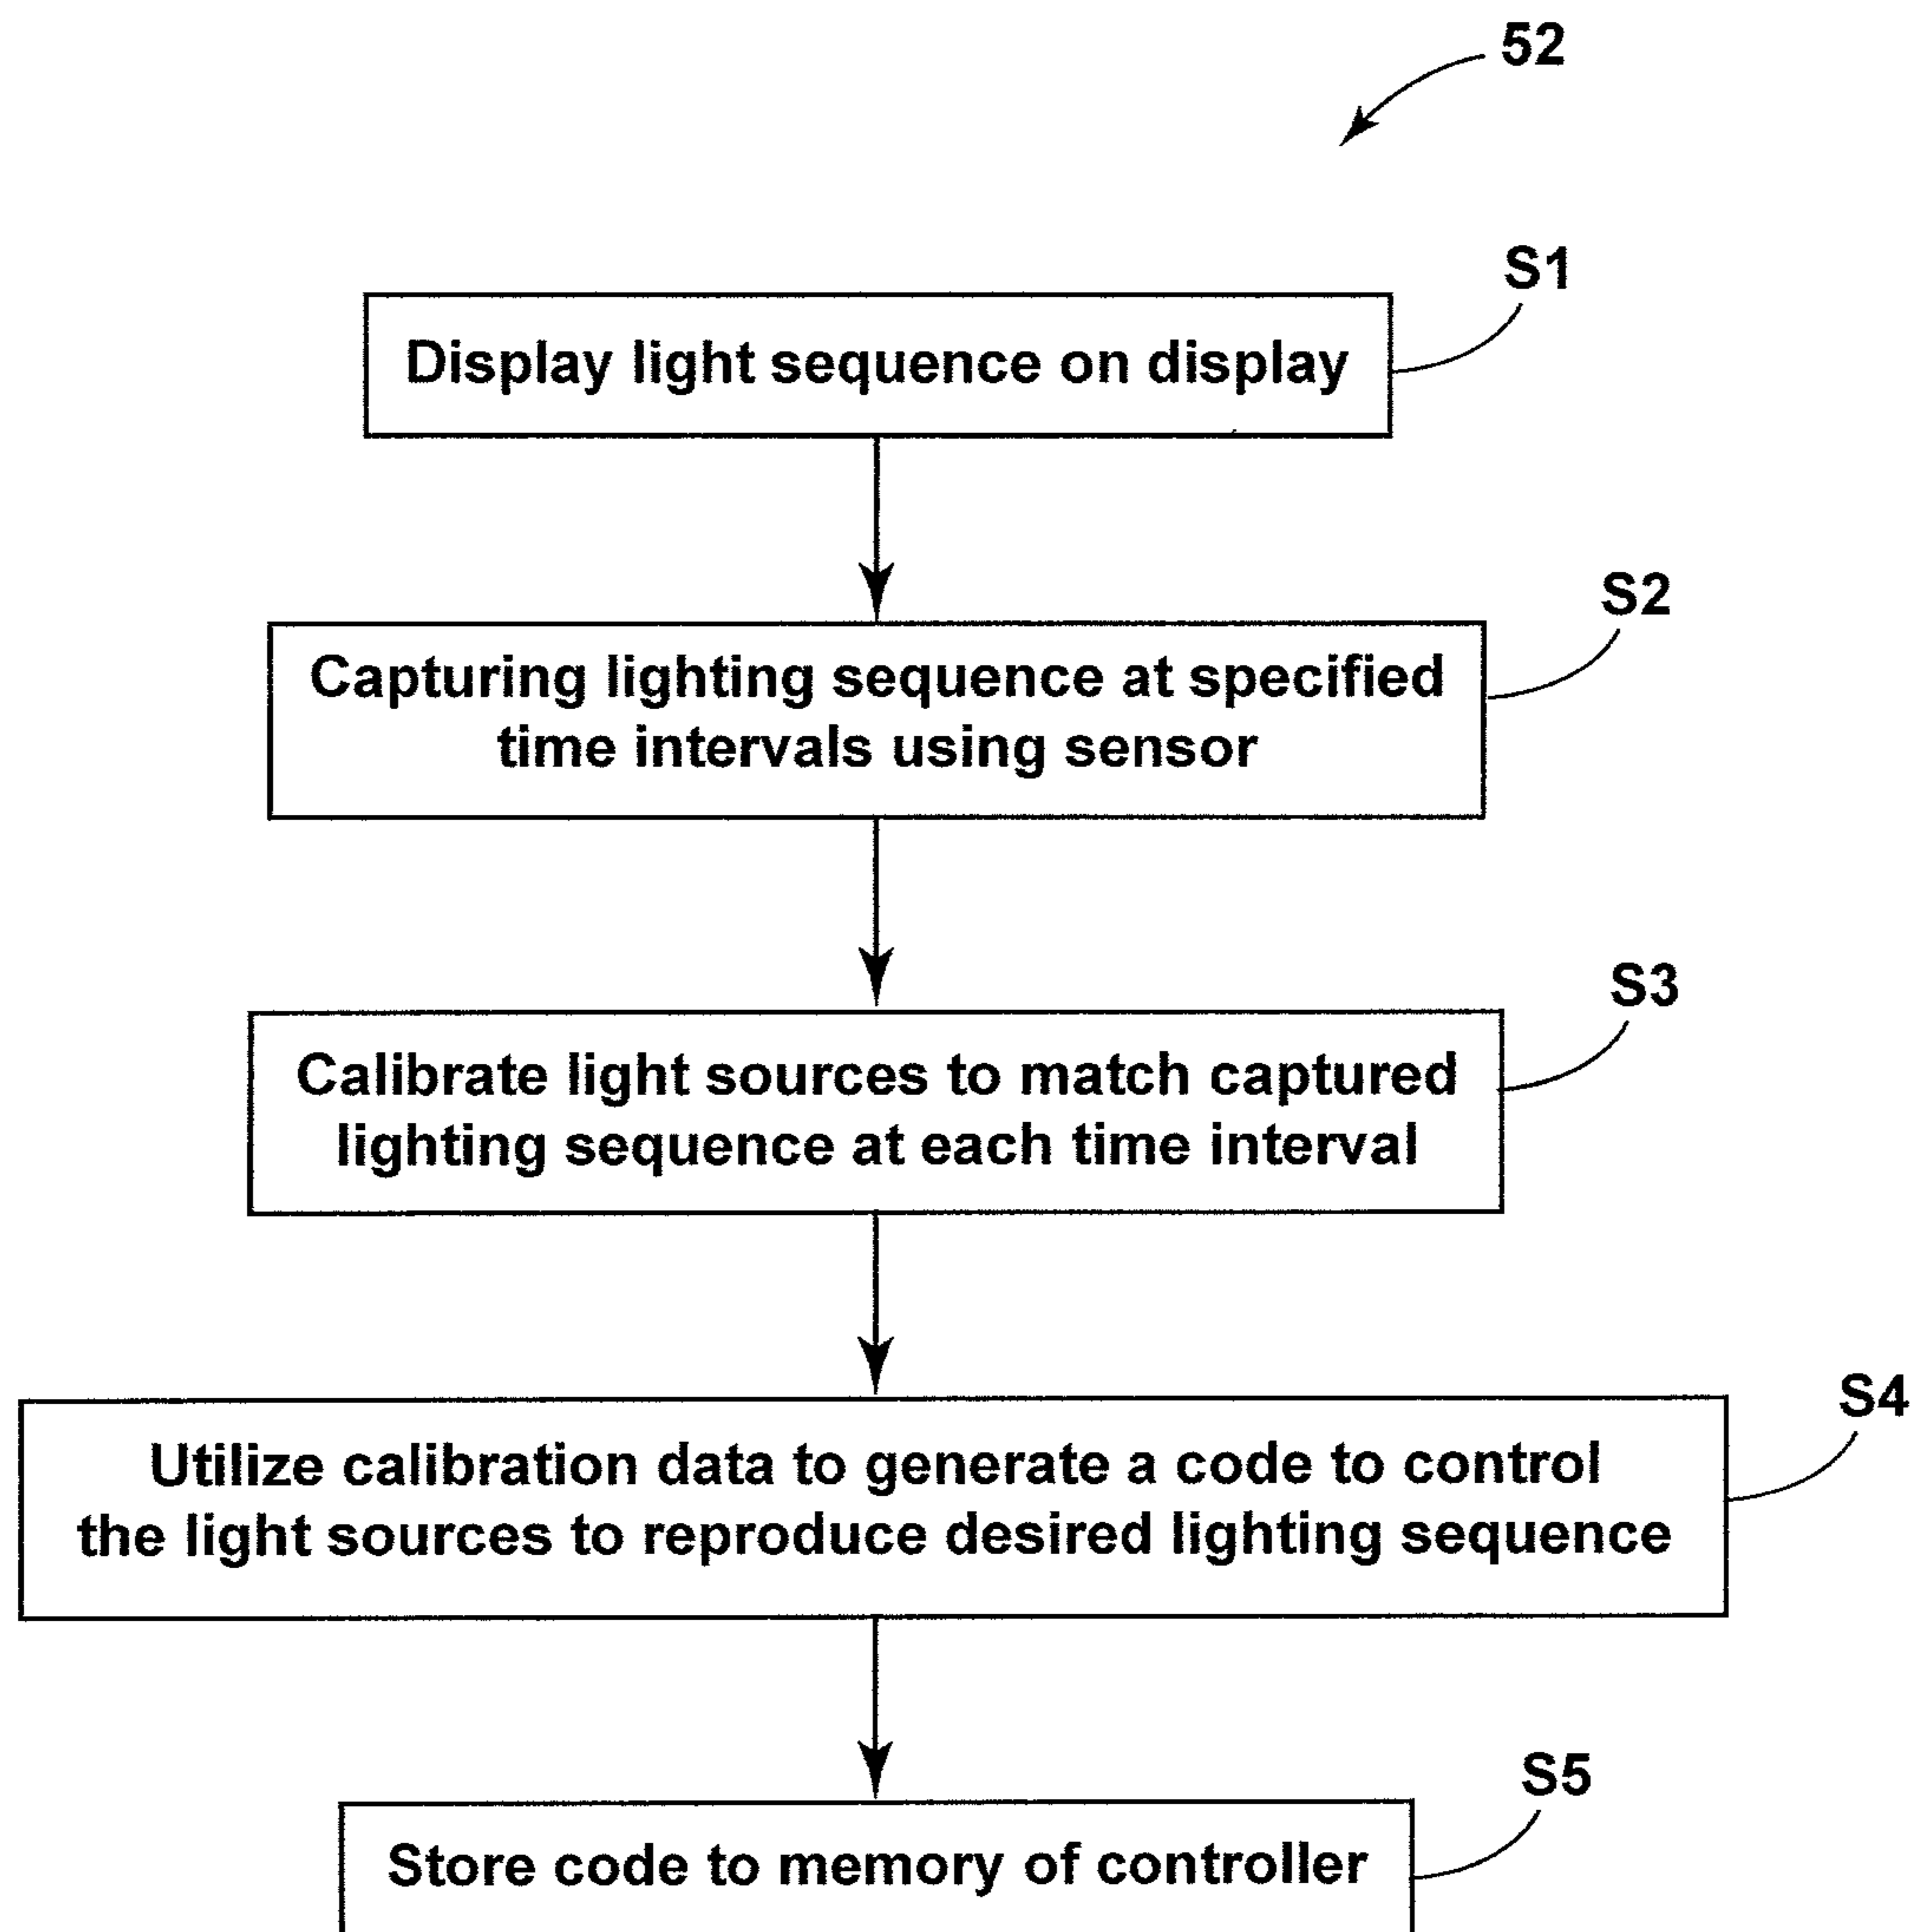 52
S1
Display light sequence on display
S2
Capturing lighting sequence at specified
time intervals using sensor
S3
Calibrate light sources to match captured
lighting sequence at each time interval
S4
Utilize calibration data to generate a code to control
the light sources to reproduce desired lighting sequence
S5
Store code to memory of controller